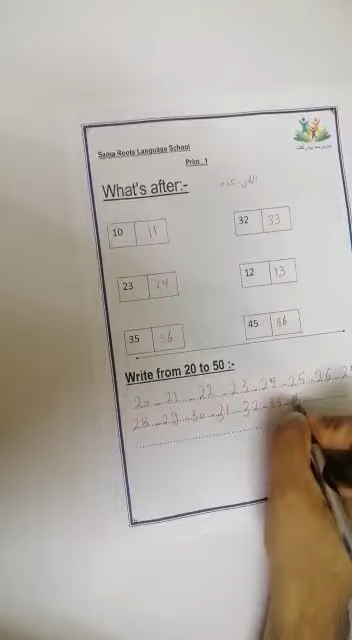 Sama Roots Language School
Prim . 1
What's after:-
10 11
32 33
23 24
12 13
35 36
45 46
Write from 20 to 50 :-
20...21...22...23...24...25...26...2
28...29...30...31...32...33